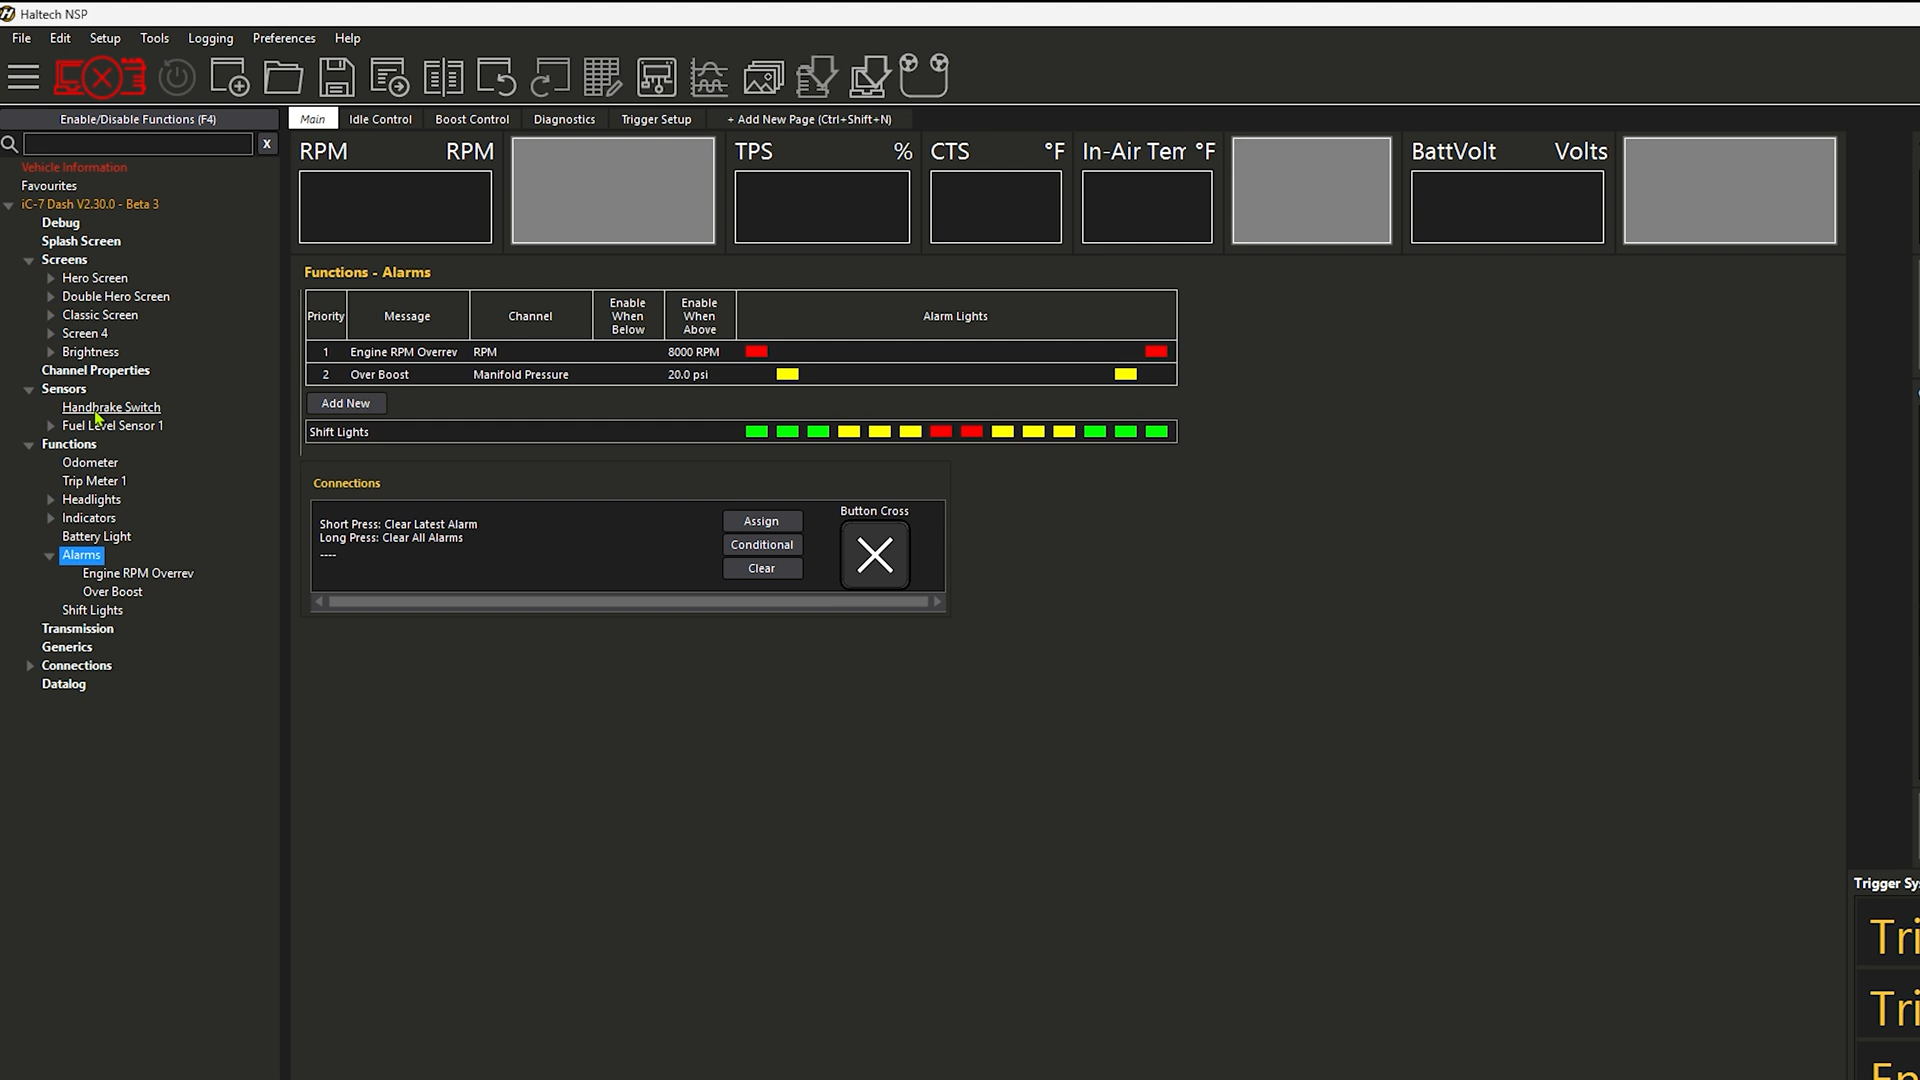 Haltech NSP
File Edit Setup Tools Logging Preferences Help
Enable/Disable Functions (F4)
X
Vehicle Information
Favourites
iC-7 Dash V2.30.0 - Beta 3
Debug
Splash Screen
Screens
Hero Screen
Double Hero Screen
Classic Screen
Screen 4
Brightness
Channel Properties
Sensors
Handbrake Switch
Fuel Level Sensor 1
Functions
Odometer
Trip Meter 1
Headlights
Indicators
Battery Light
Alarms
Engine RPM Overrev
Over Boost
Shift Lights
Transmission
Generics
Connections
Datalog
Main Idle Control Boost Control Diagnostics Trigger Setup + Add New Page (Ctrl+Shift+N)
RPM RPM TPS % CTS °F In-Air Tem °F BattVolt Volts
Functions - Alarms
Priority Message Channel Enable When Below Enable When Above Alarm Lights
1 Engine RPM Overrev RPM 8000 RPM
2 Over Boost Manifold Pressure 20.0 psi
Add New
Shift Lights
Connections
Short Press: Clear Latest Alarm
Long Press: Clear All Alarms
----
Assign
Conditional
Clear
Button Cross
Trigger Sy
Tri
Tri